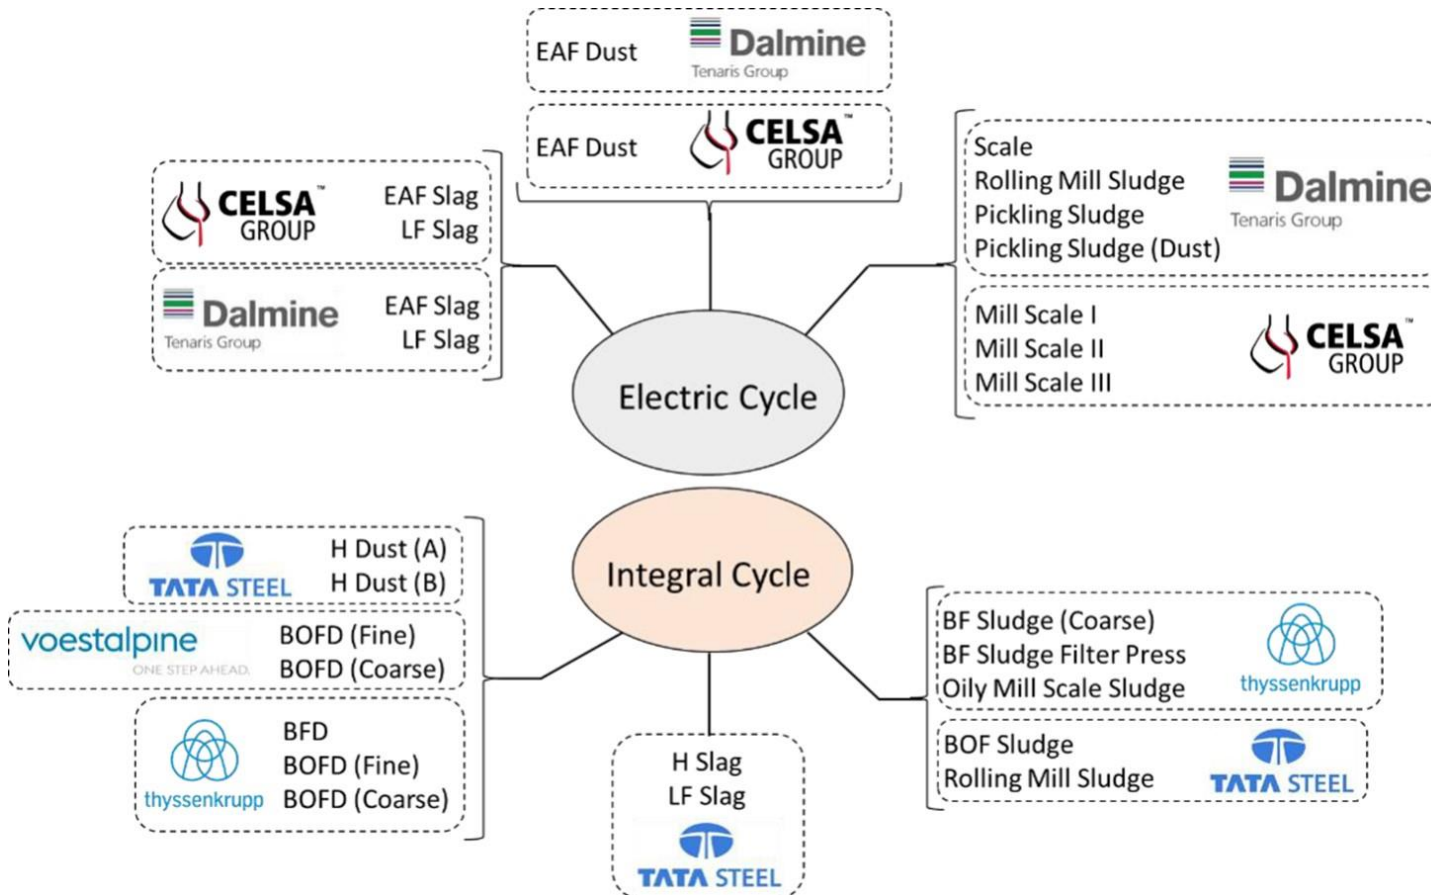 EAF Dust
Dalmine
Tenaris Group
EAF Dust
CELSA™
GROUP
CELSA™
GROUP
EAF Slag
LF Slag
Dalmine
Tenaris Group
EAF Slag
LF Slag
Scale
Rolling Mill Sludge
Pickling Sludge
Pickling Sludge (Dust)
Dalmine
Tenaris Group
Mill Scale I
Mill Scale II
Mill Scale III
CELSA™
GROUP
Electric Cycle
Integral Cycle
TATA STEEL
H Dust (A)
H Dust (B)
voestalpine
ONE STEP AHEAD.
BOFD (Fine)
BOFD (Coarse)
thyssenkrupp
BFD
BOFD (Fine)
BOFD (Coarse)
H Slag
LF Slag
TATA STEEL
BF Sludge (Coarse)
BF Sludge Filter Press
Oily Mill Scale Sludge
thyssenkrupp
BOF Sludge
Rolling Mill Sludge
TATA STEEL